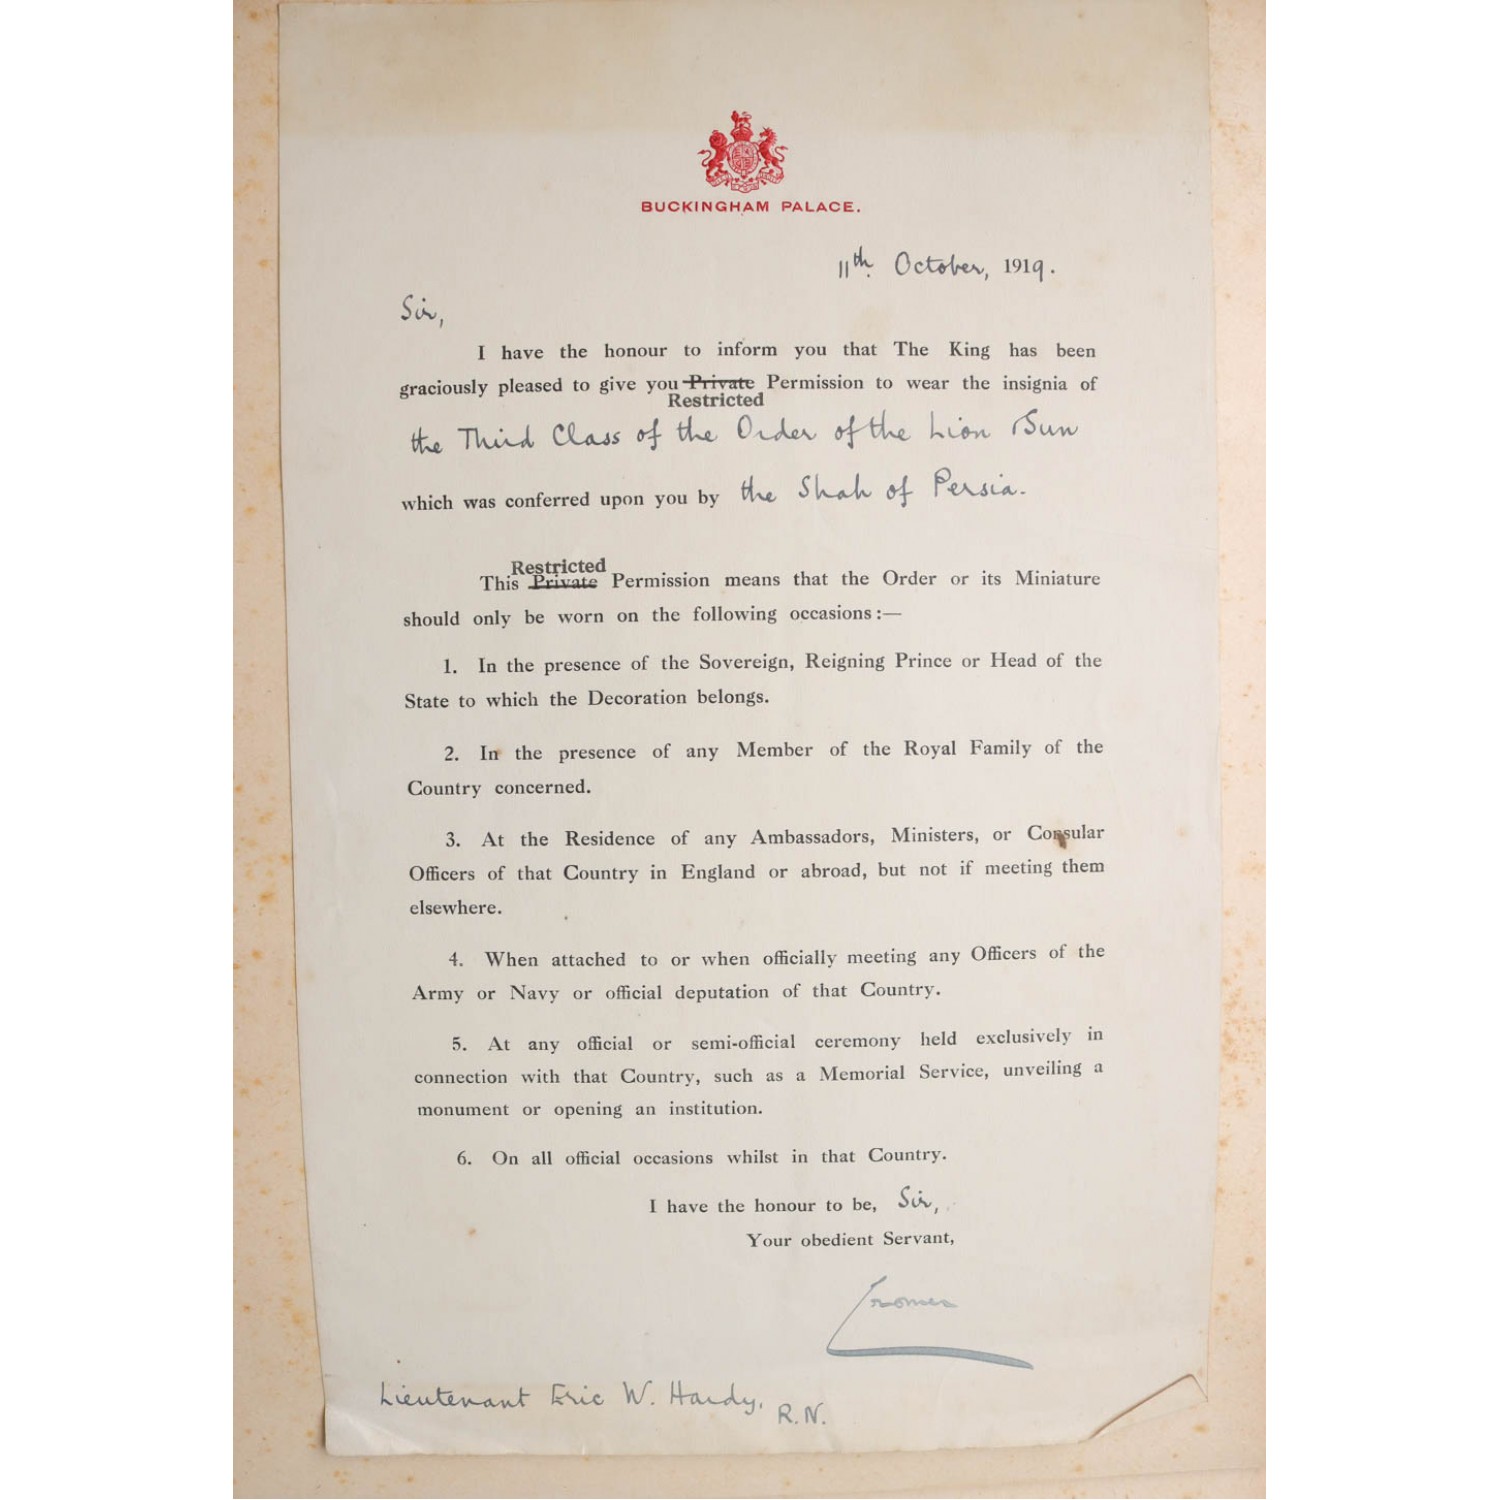 BUCKINGHAM PALACE.
11th. October, 1919.
Sir,
I have the honour to inform you that The King has been
graciously pleased to give you Private Permission to wear the insignia of
Restricted
the Third Class of the Order of the Lion & Sun
which was conferred upon you by the Shah of Persia.
Restricted
This Private Permission means that the Order or its Miniature
should only be worn on the following occasions:—
1. In the presence of the Sovereign, Reigning Prince or Head of the
State to which the Decoration belongs.
2. In the presence of any Member of the Royal Family of the
Country concerned.
3. At the Residence of any Ambassadors, Ministers, or Consular
Officers of that Country in England or abroad, but not if meeting them
elsewhere.
4. When attached to or when officially meeting any Officers of the
Army or Navy or official deputation of that Country.
5. At any official or semi-official ceremony held exclusively in
connection with that Country, such as a Memorial Service, unveiling a
monument or opening an institution.
6. On all official occasions whilst in that Country.
I have the honour to be, Sir,
Your obedient Servant,
Cromer
Lieutenant Eric W. Hardy, R.N.